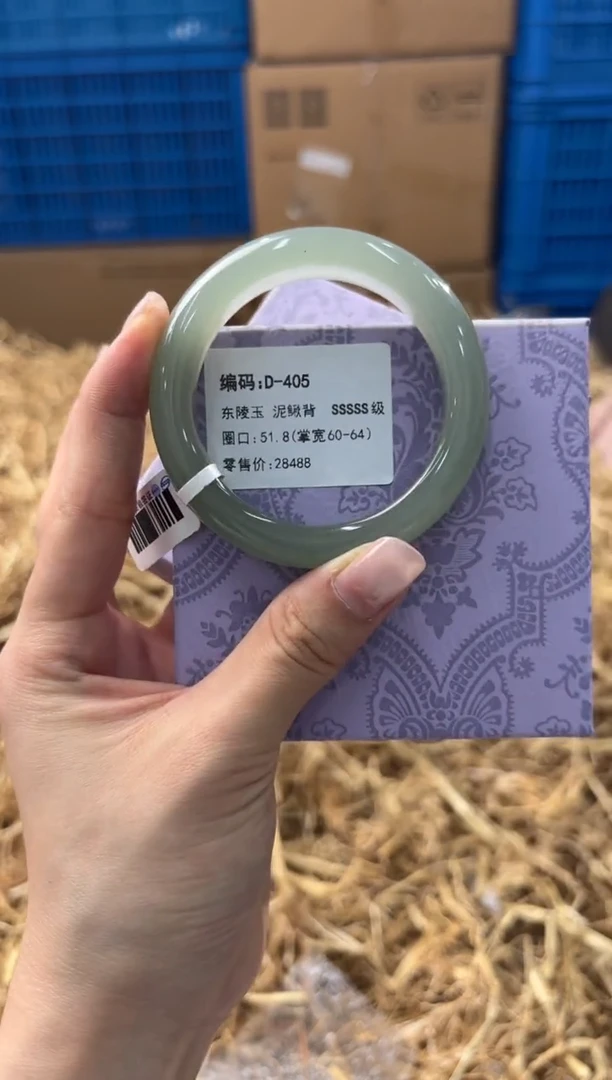 编码:D-405
东陵玉 泥鳅背 SSSSS级
圈口:51.8(掌宽60-64)
零售价:28488